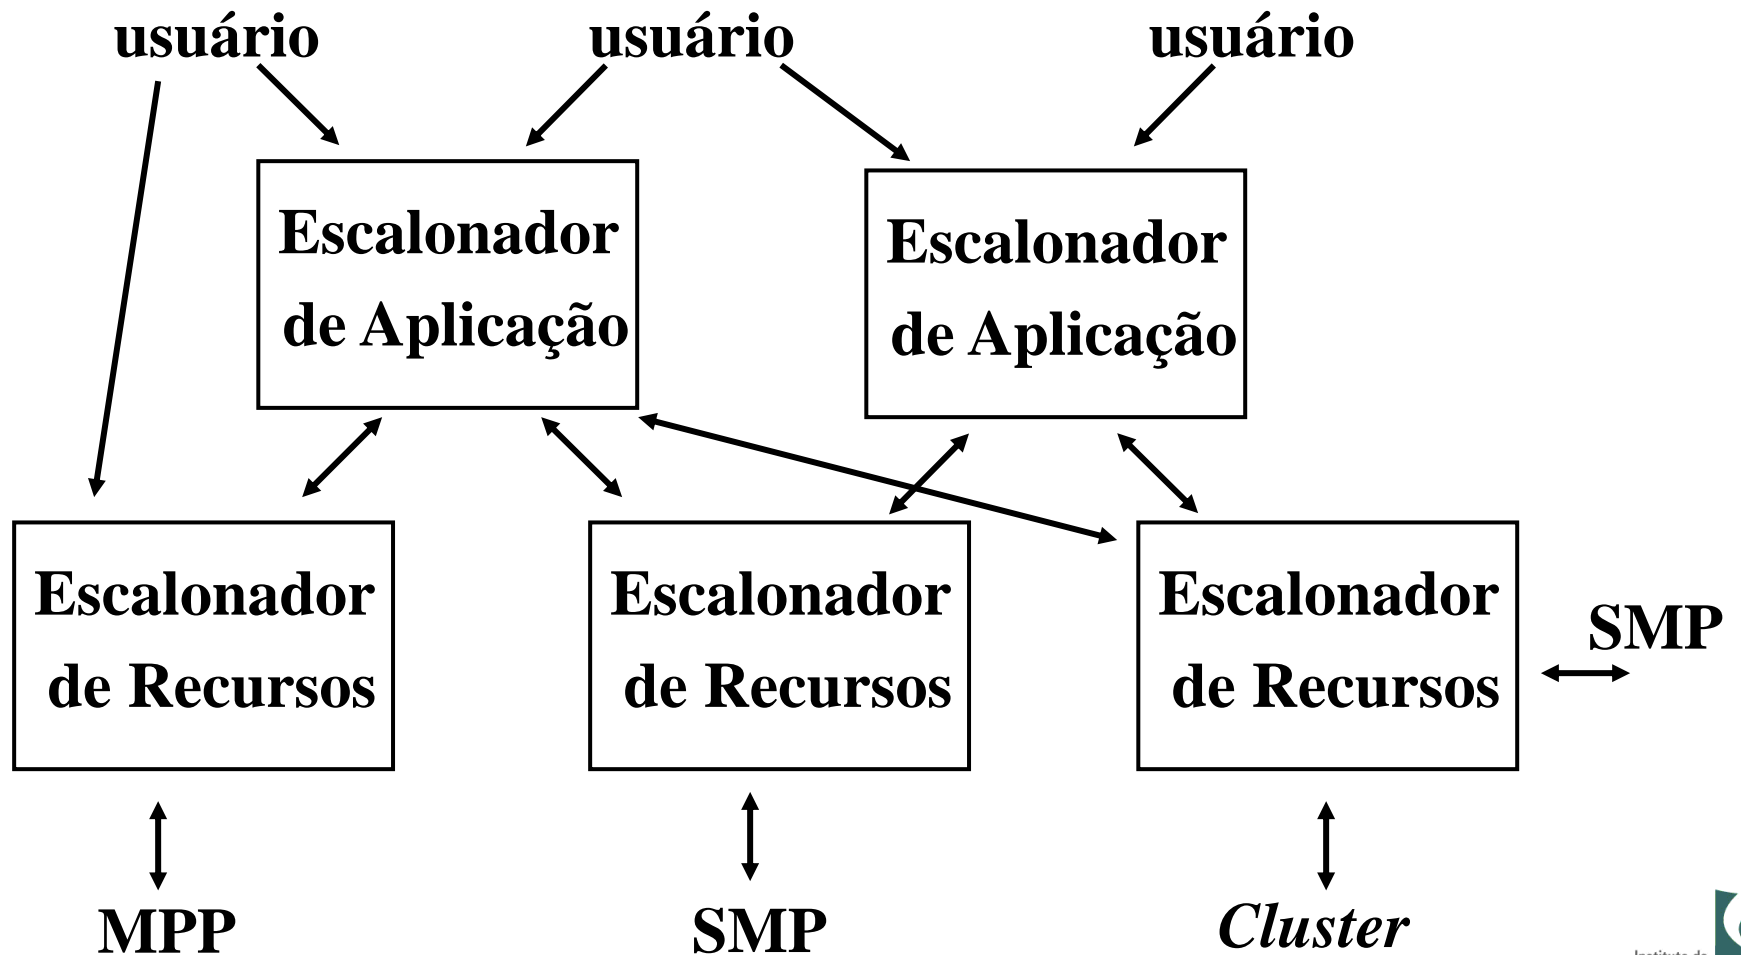 usuário
usuário
usuário
Escalonador
de Aplicação
Escalonador
de Aplicação
Escalonador
de Recursos
Escalonador
de Recursos
Escalonador
de Recursos
SMP
MPP
SMP
Cluster